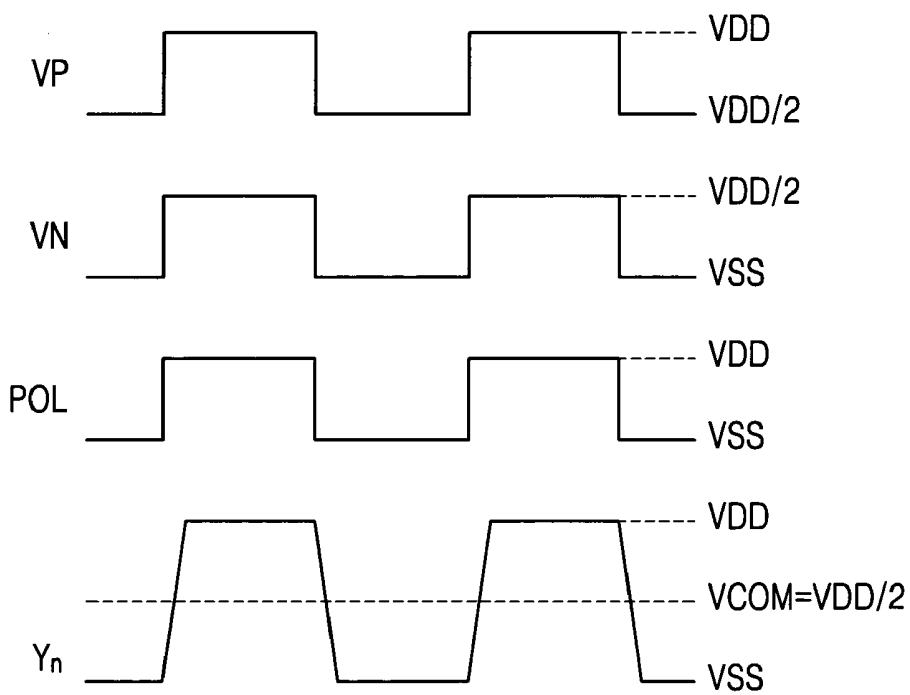 VDD
VP
VDD/2
VDD/2
VN
VSS
VDD
POL
VSS
VDD
VCOM=VDD/2
Yn
VSS